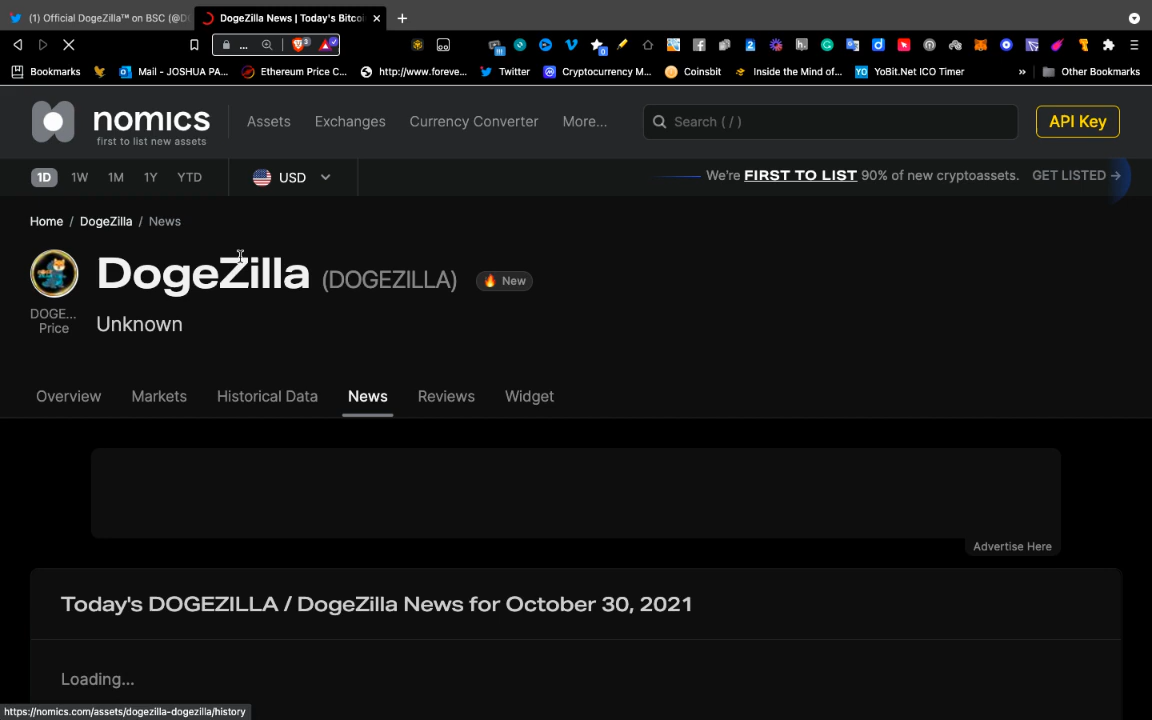 (1) Official DogeZilla™ on BSC (@D
DogeZilla News | Today's Bitco
Bookmarks
Mail - JOSHUA PA...
Ethereum Price C...
http://www.foreve...
Twitter
Cryptocurrency M...
Coinsbit
Inside the Mind of...
YoBit.Net ICO Timer
»
Other Bookmarks
nomics
first to list new assets
Assets
Exchanges
Currency Converter
More...
Search ( / )
API Key
1D
1W
1M
1Y
YTD
USD
We're FIRST TO LIST 90% of new cryptoassets.
GET LISTED →
Home / DogeZilla / News
DogeZilla (DOGEZILLA)
New
DOGE...
Price
Unknown
Overview
Markets
Historical Data
News
Reviews
Widget
Advertise Here
Today's DOGEZILLA / DogeZilla News for October 30, 2021
Loading...
https://nomics.com/assets/dogezilla-dogezilla/history